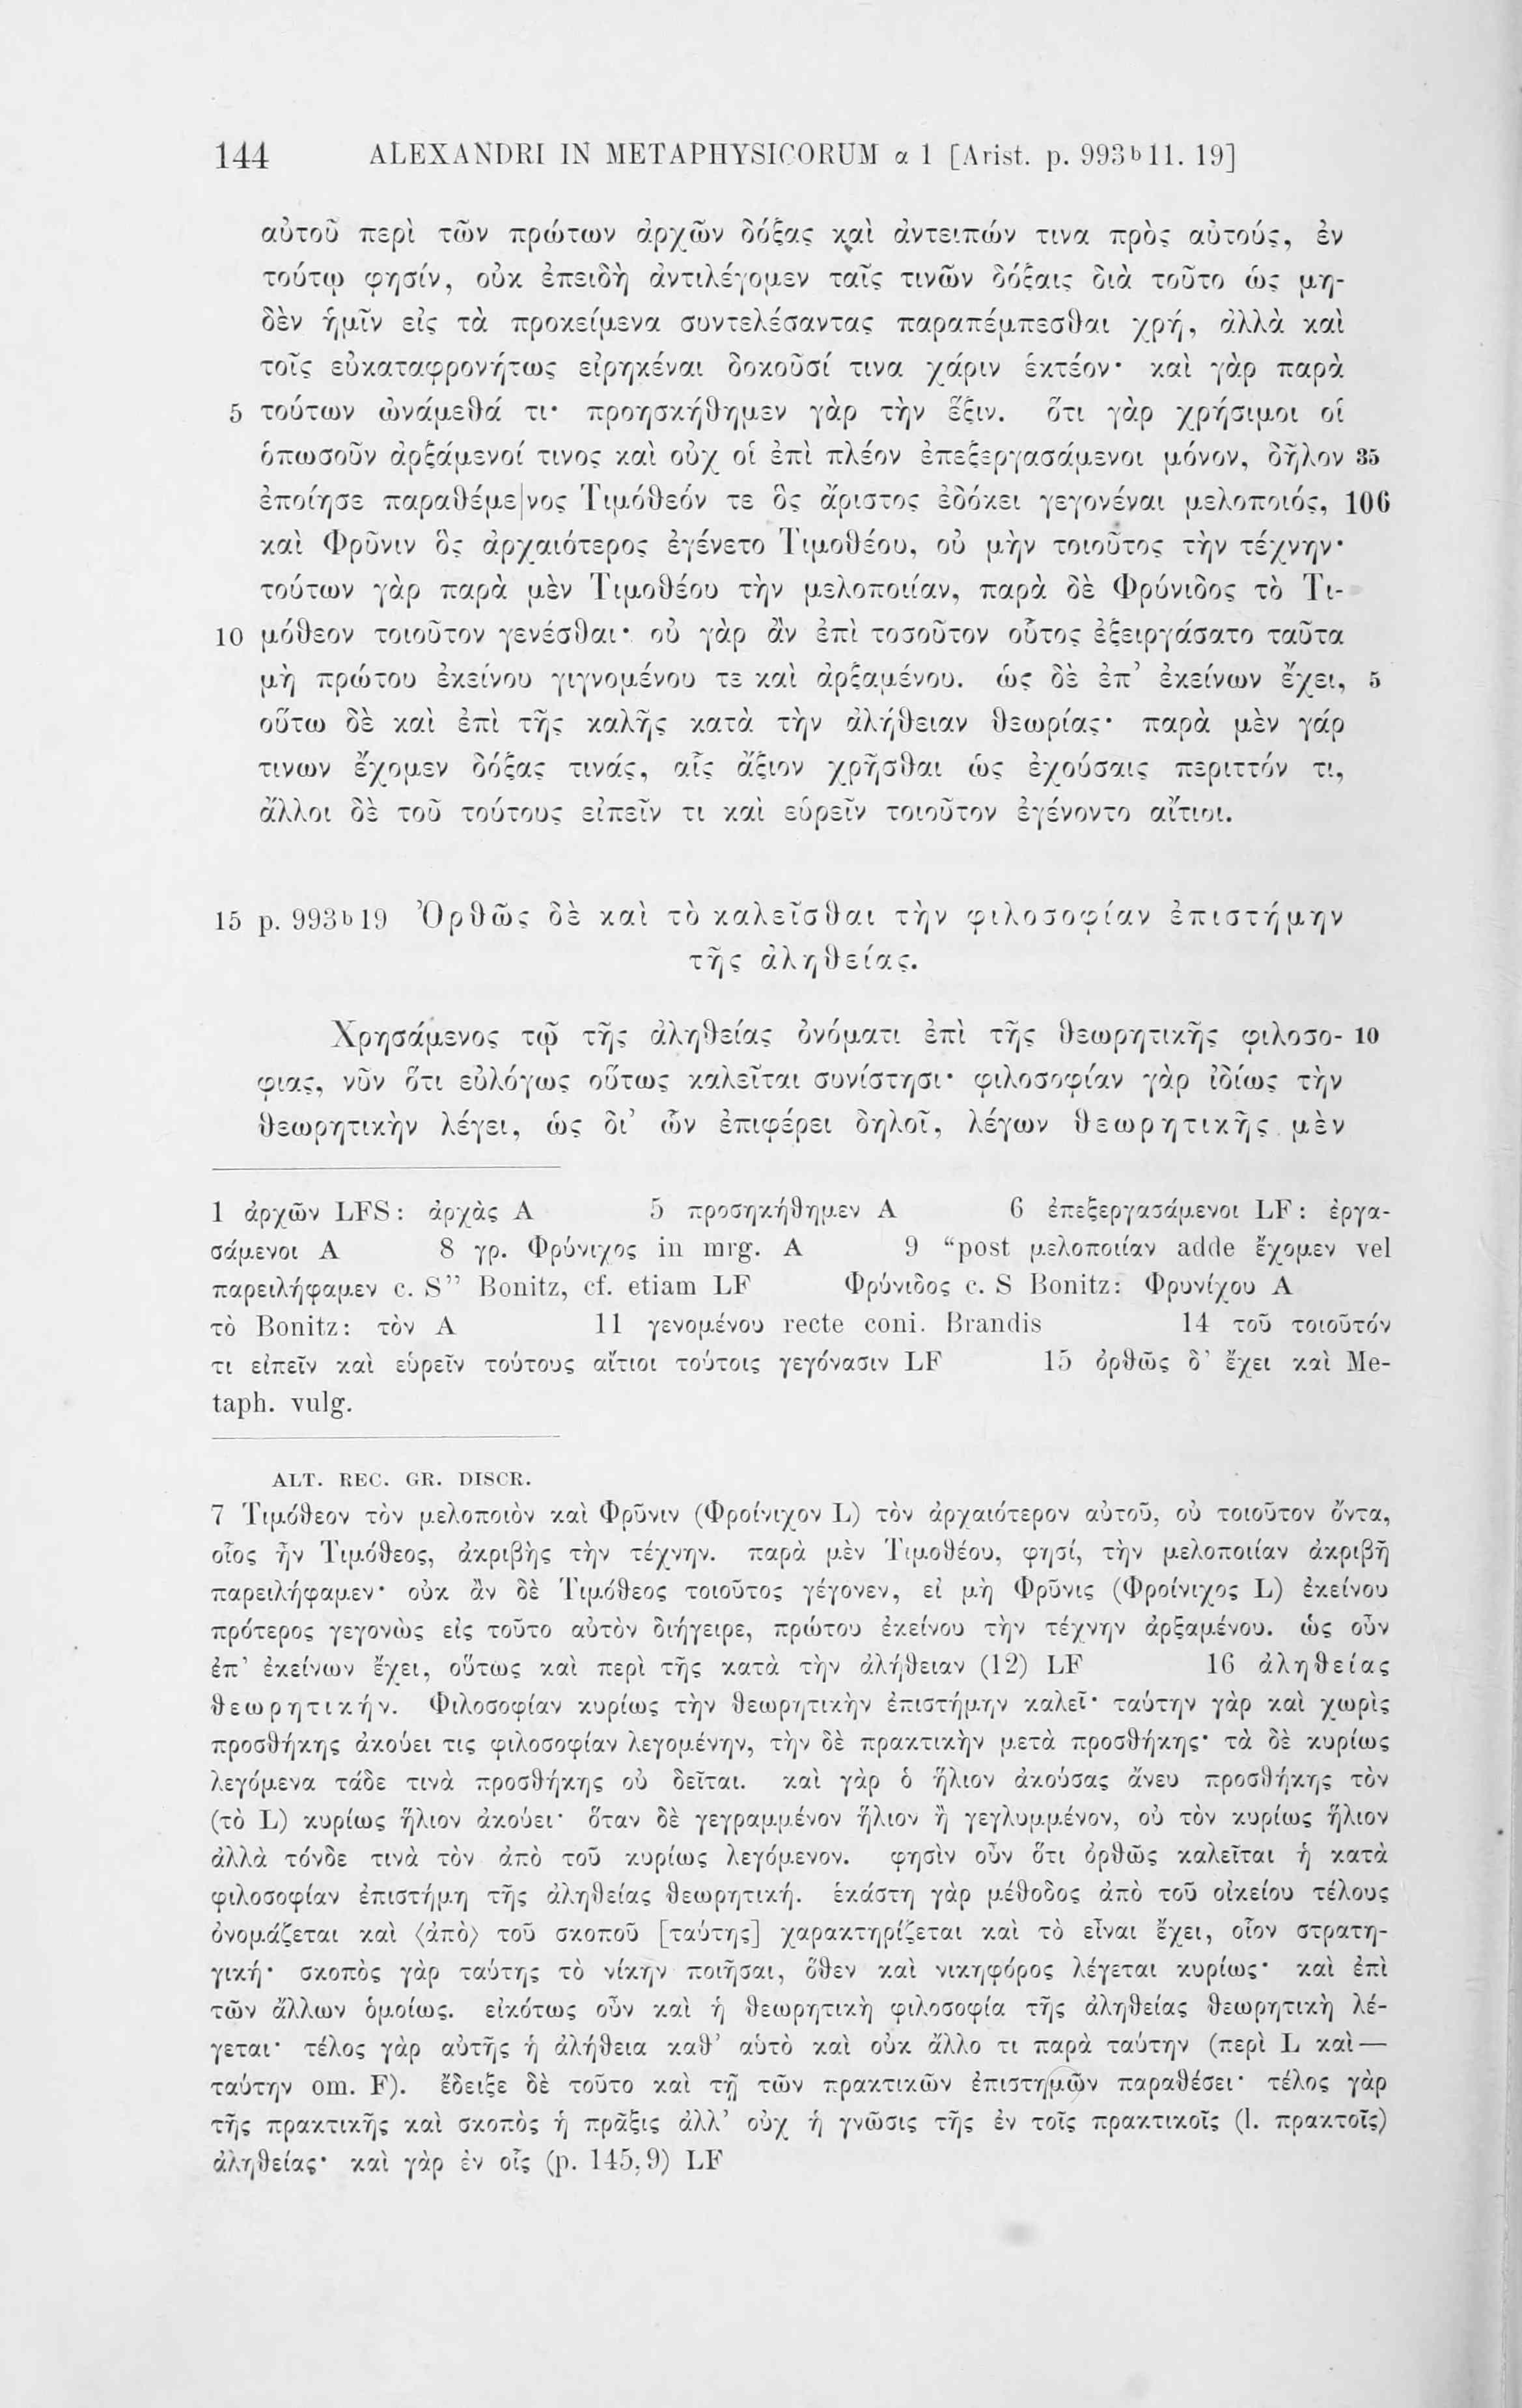 144 ALEXANDRI IN METAPHYSICORUM α 1 [Arist. p. 993b11. 19]
αὐτοῦ περὶ τῶν πρώτων ἀρχῶν δόξας καὶ ἀντειπών τινα πρὸς αὐτούς, ἐν
τούτῳ φησίν, οὐκ ἐπειδὴ ἀντιλέγομεν ταῖς τινῶν δόξαις διὰ τοῦτο ὡς μη-
δὲν ἡμῖν εἰς τὰ προκείμενα συντελέσαντας παραπέμπεσθαι χρή, ἀλλὰ καὶ
τοῖς εὐκαταφρονήτως εἰρηκέναι δοκοῦσί τινα χάριν ἑκτέον· καὶ γὰρ παρὰ
5 τούτων ὠνάμεθά τι· προησκήθημεν γὰρ τὴν ἕξιν. ὅτι γὰρ χρήσιμοι οἱ
ὁπωσοῦν ἀρξάμενοί τινος καὶ οὐχ οἱ ἐπὶ πλέον ἐπεξεργασάμενοι μόνον, δῆλον 35
ἐποίησε παραθέμε|νος Τιμόθεόν τε ὃς ἄριστος ἐδόκει γεγονέναι μελοποιός, 106
καὶ Φρῦνιν ὃς ἀρχαιότερος ἐγένετο Τιμοθέου, οὐ μὴν τοιοῦτος τὴν τέχνην·
τούτων γὰρ παρὰ μὲν Τιμοθέου τὴν μελοποιίαν, παρὰ δὲ Φρύνιδος τὸ Τι-
10 μόθεον τοιοῦτον γενέσθαι· οὐ γὰρ ἂν ἐπὶ τοσοῦτον οὗτος ἐξειργάσατο ταῦτα
μὴ πρώτου ἐκείνου γιγνομένου τε καὶ ἀρξαμένου. ὡς δὲ ἐπ’ ἐκείνων ἔχει, 5
οὕτω δὲ καὶ ἐπὶ τῆς καλῆς κατὰ τὴν ἀλήθειαν θεωρίας· παρὰ μὲν γάρ
τινων ἔχομεν δόξας τινάς, αἷς ἄξιον χρῆσθαι ὡς ἐχούσαις περιττόν τι,
ἄλλοι δὲ τοῦ τούτους εἰπεῖν τι καὶ εὑρεῖν τοιοῦτον ἐγένοντο αἴτιοι.
15 p. 993b19 Ὀρθῶς δὲ καὶ τὸ καλεῖσθαι τὴν φιλοσοφίαν ἐπιστήμην
τῆς ἀληθείας.
Χρησάμενος τῷ τῆς ἀληθείας ὀνόματι ἐπὶ τῆς θεωρητικῆς φιλοσο- 10
φιας, νῦν ὅτι εὐλόγως οὕτως καλεῖται συνίστησι· φιλοσοφίαν γὰρ ἰδίως τὴν
θεωρητικὴν λέγει, ὡς δι’ ὧν ἐπιφέρει δηλοῖ, λέγων θεωρητικῆς μὲν
1 ἀρχῶν LFS: ἀρχὰς A 5 προσηκήθημεν A 6 ἐπεξεργασάμενοι LF: ἐργα-
σάμενοι A 8 γρ. Φρύνιχος in mrg. A 9 “post μελοποιίαν adde ἔχομεν vel
παρειλήφαμεν c. S” Bonitz, cf. etiam LF Φρύνιδος c. S Bonitz: Φρυνίχου A
τὸ Bonitz: τὸν A 11 γενομένου recte coni. Brandis 14 τοῦ τοιοῦτόν
τι εἰπεῖν καὶ εὑρεῖν τούτους αἴτιοι τούτοις γεγόνασιν LF 15 ὀρθῶς δ’ ἔχει καὶ Me-
taph. vulg.
ALT. REC. GR. DISCR.
7 Τιμόθεον τὸν μελοποιὸν καὶ Φρῦνιν (Φροίνιχον L) τὸν ἀρχαιότερον αὐτοῦ, οὐ τοιοῦτον ὄντα,
οἷος ἦν Τιμόθεος, ἀκριβὴς τὴν τέχνην. παρὰ μὲν Τιμοθέου, φησί, τὴν μελοποιίαν ἀκριβῆ
παρειλήφαμεν· οὐκ ἂν δὲ Τιμόθεος τοιοῦτος γέγονεν, εἰ μὴ Φρῦνις (Φροίνιχος L) ἐκείνου
πρότερος γεγονὼς εἰς τοῦτο αὐτὸν διήγειρε, πρώτου ἐκείνου τὴν τέχνην ἀρξαμένου. ὡς οὖν
ἐπ’ ἐκείνων ἔχει, οὕτως καὶ περὶ τῆς κατὰ τὴν ἀλήθειαν (12) LF 16 ἀληθείας
θεωρητικήν. Φιλοσοφίαν κυρίως τὴν θεωρητικὴν ἐπιστήμην καλεῖ· ταύτην γὰρ καὶ χωρὶς
προσθήκης ἀκούει τις φιλοσοφίαν λεγομένην, τὴν δὲ πρακτικὴν μετὰ προσθήκης· τὰ δὲ κυρίως
λεγόμενα τάδε τινὰ προσθήκης οὐ δεῖται. καὶ γὰρ ὁ ἥλιον ἀκούσας ἄνευ προσθήκης τὸν
(τὸ L) κυρίως ἥλιον ἀκούει· ὅταν δὲ γεγραμμένον ἥλιον ἢ γεγλυμμένον, οὐ τὸν κυρίως ἥλιον
ἀλλὰ τόνδε τινὰ τὸν ἀπὸ τοῦ κυρίως λεγόμενον. φησὶν οὖν ὅτι ὀρθῶς καλεῖται ἡ κατὰ
φιλοσοφίαν ἐπιστήμη τῆς ἀληθείας θεωρητική. ἑκάστη γὰρ μέθοδος ἀπὸ τοῦ οἰκείου τέλους
ὀνομάζεται καὶ ⟨ἀπὸ⟩ τοῦ σκοποῦ [ταύτης] χαρακτηρίζεται καὶ τὸ εἶναι ἔχει, οἷον στρατη-
γική· σκοπὸς γὰρ ταύτης τὸ νίκην ποιῆσαι, ὅθεν καὶ νικηφόρος λέγεται κυρίως· καὶ ἐπὶ
τῶν ἄλλων ὁμοίως. εἰκότως οὖν καὶ ἡ θεωρητικὴ φιλοσοφία τῆς ἀληθείας θεωρητικὴ λέ-
γεται· τέλος γὰρ αὐτῆς ἡ ἀλήθεια καθ’ αὑτὸ καὶ οὐκ ἄλλο τι παρὰ ταύτην (περὶ L καὶ—
ταύτην om. F). ἔδειξε δὲ τοῦτο καὶ τῇ τῶν πρακτικῶν ἐπιστημῶν παραθέσει· τέλος γὰρ
τῆς πρακτικῆς καὶ σκοπὸς ἡ πρᾶξις ἀλλ’ οὐχ ἡ γνῶσις τῆς ἐν τοῖς πρακτικοῖς (l. πρακτοῖς)
ἀληθείας· καὶ γὰρ ἐν οἷς (p. 145,9) LF